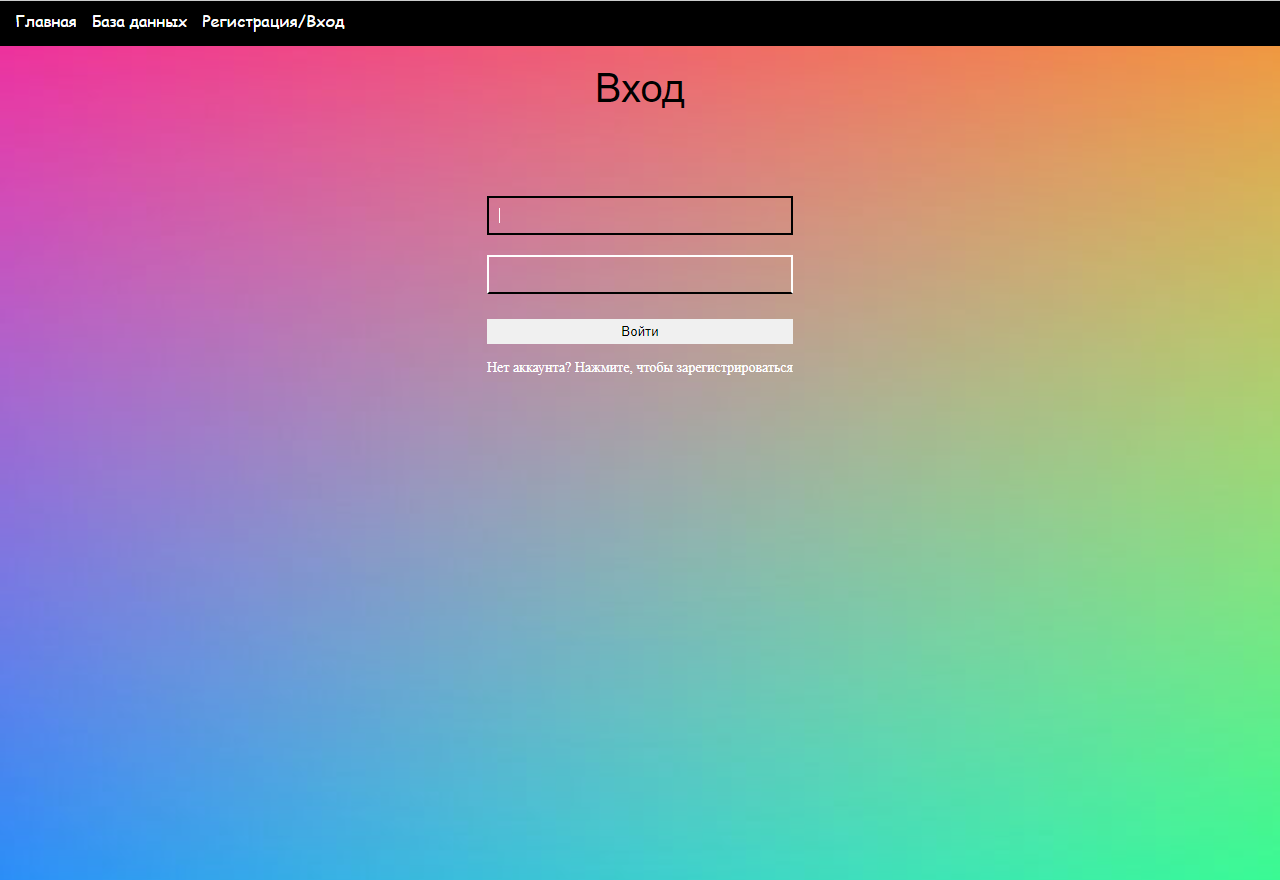 Главная База данных Регистрация/Вход
Вход
Войти
Нет аккаунта? Нажмите, чтобы зарегистрироваться